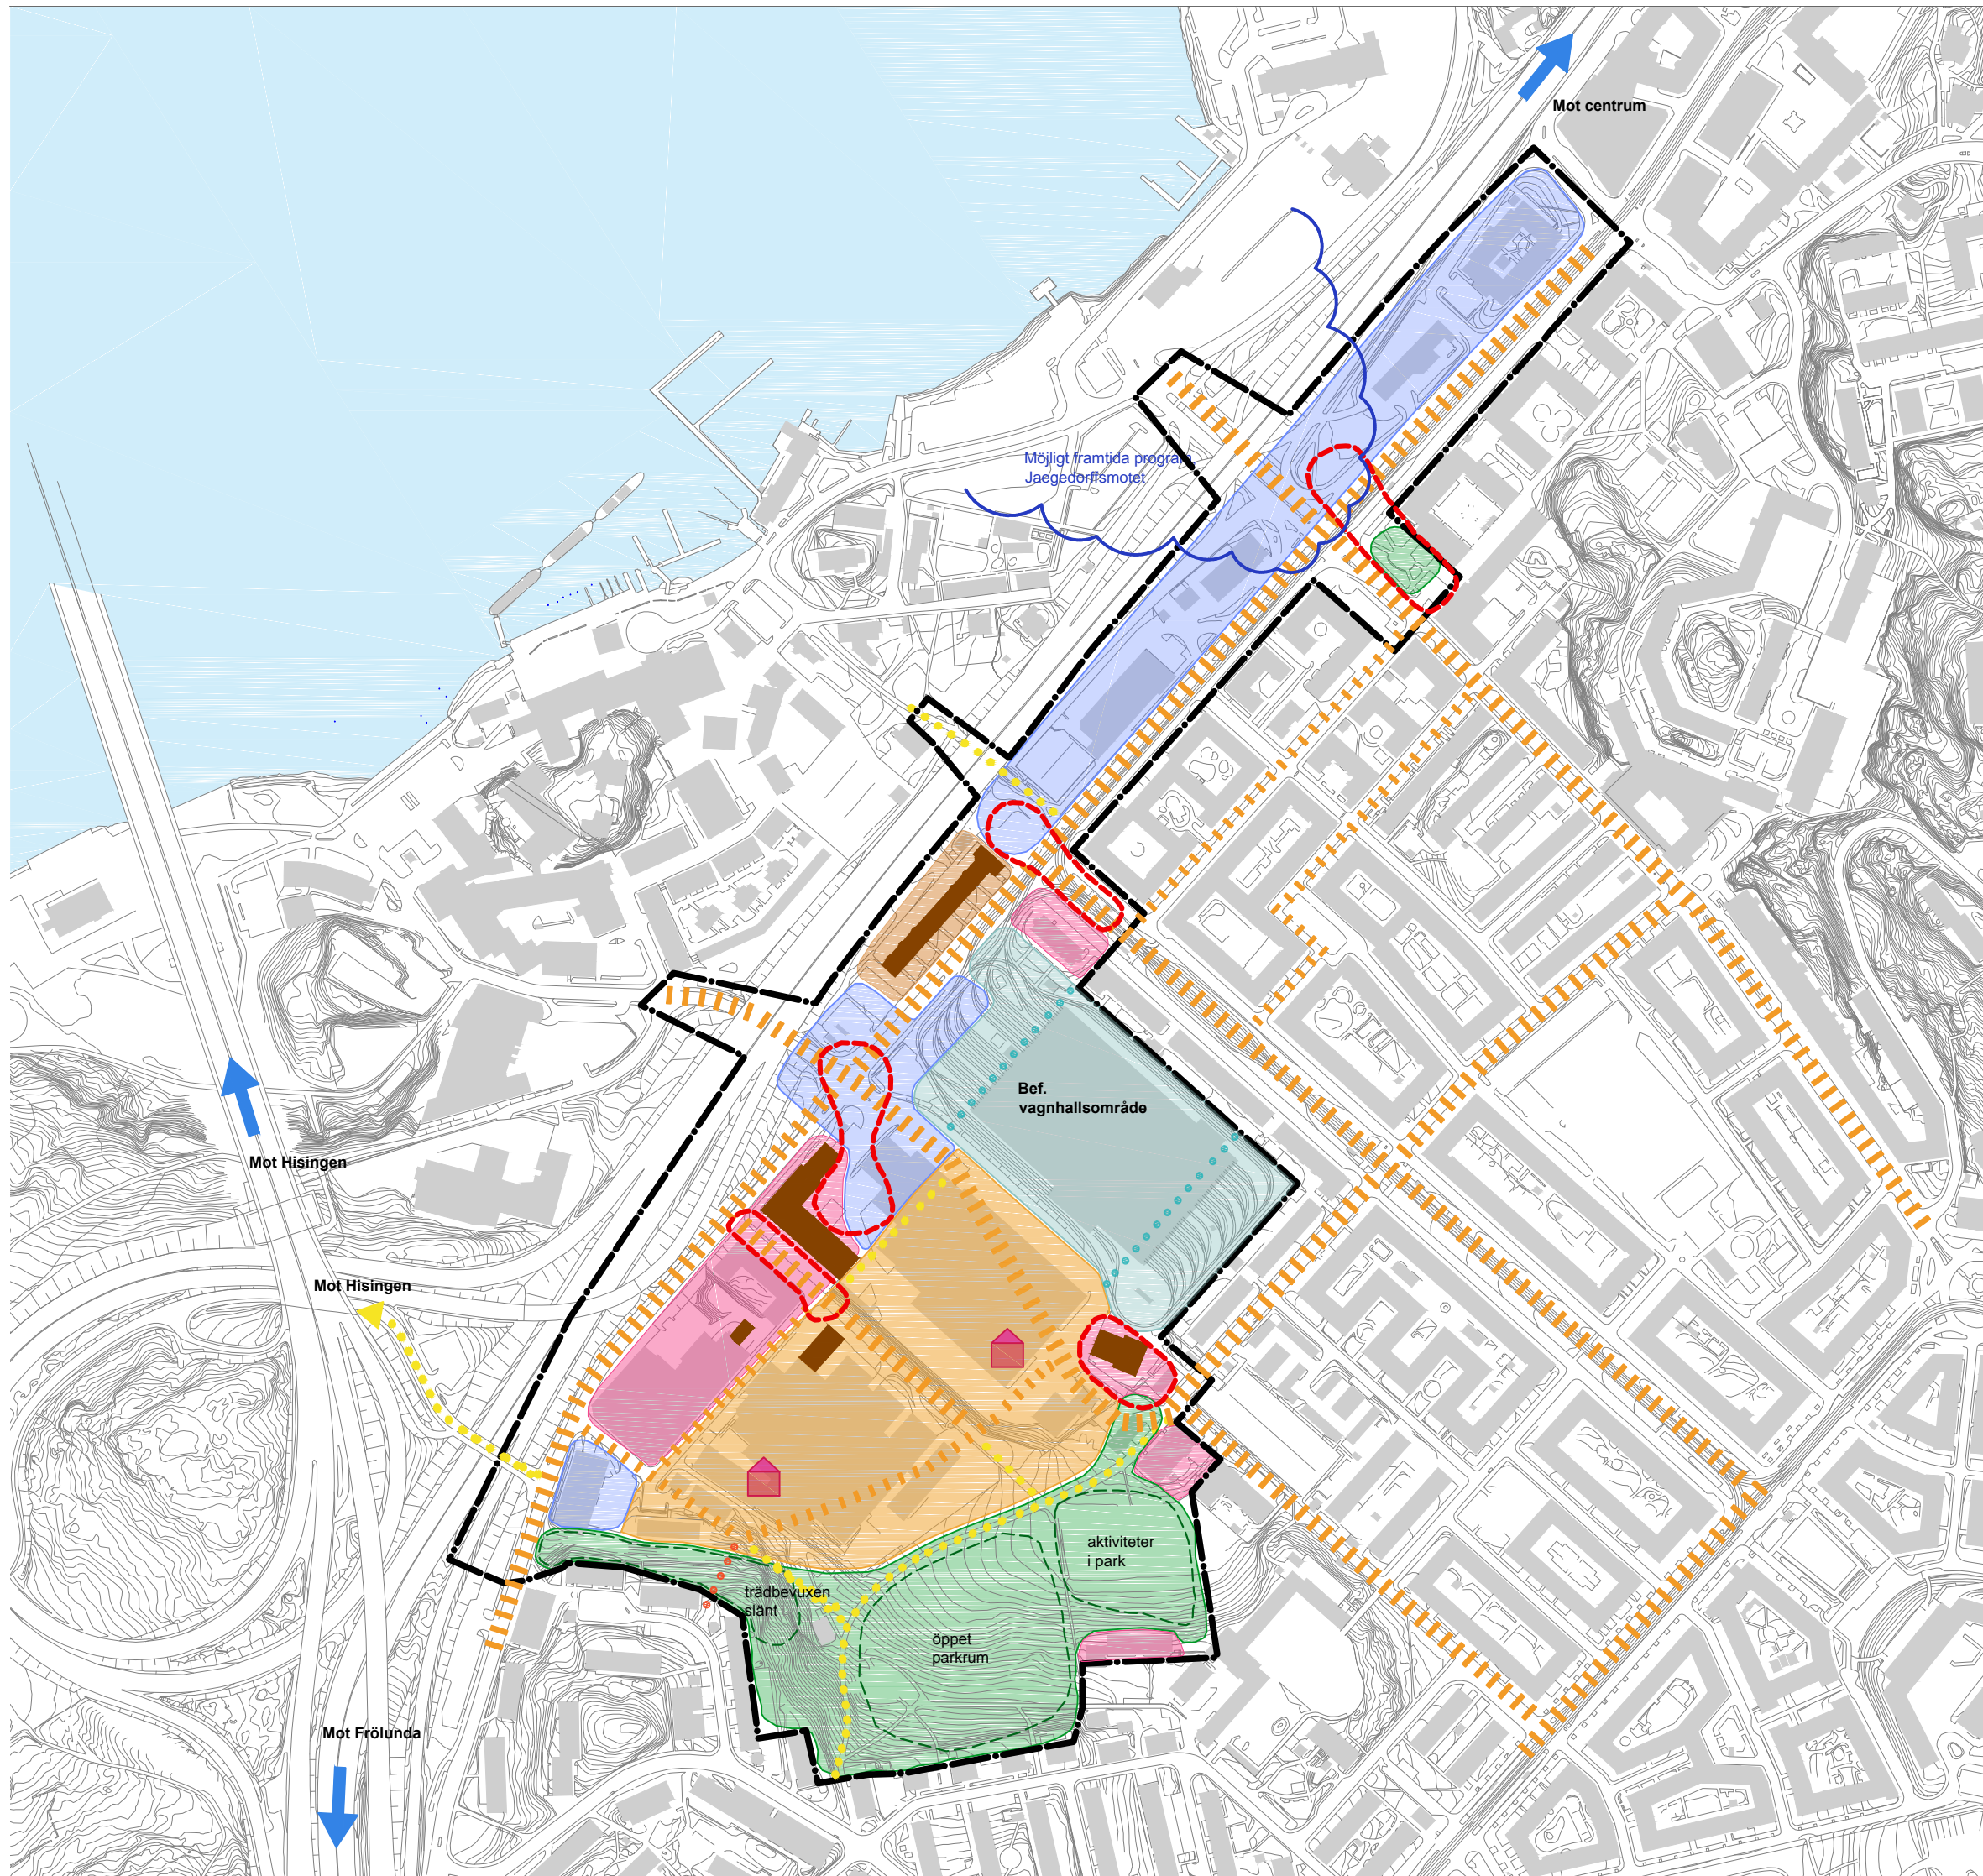 Mot centrum
Möjligt framtida program
Jaegedorffsmotet
Bef.
vagnhallsområde
Mot Hisingen
Mot Hisingen
aktiviteter
i park
trädbevuxen
slänt
öppet
parkrum
Mot Frölunda